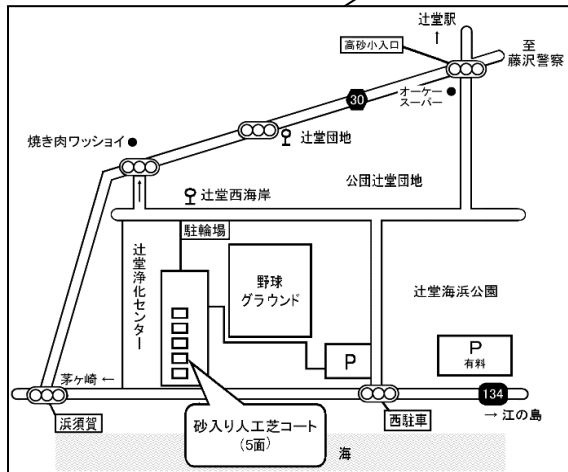 辻堂駅
↑
高砂小入口
至
藤沢警察
オーケー
スーパー
30
焼き肉ワッショイ
辻堂団地
公団辻堂団地
辻堂西海岸
駐輪場
辻堂浄化センター
野球
グラウンド
辻堂海浜公園
P
P
有料
茅ヶ崎 ←
134
→ 江の島
浜須賀
西駐車
砂入り人工芝コート
(5面)
海